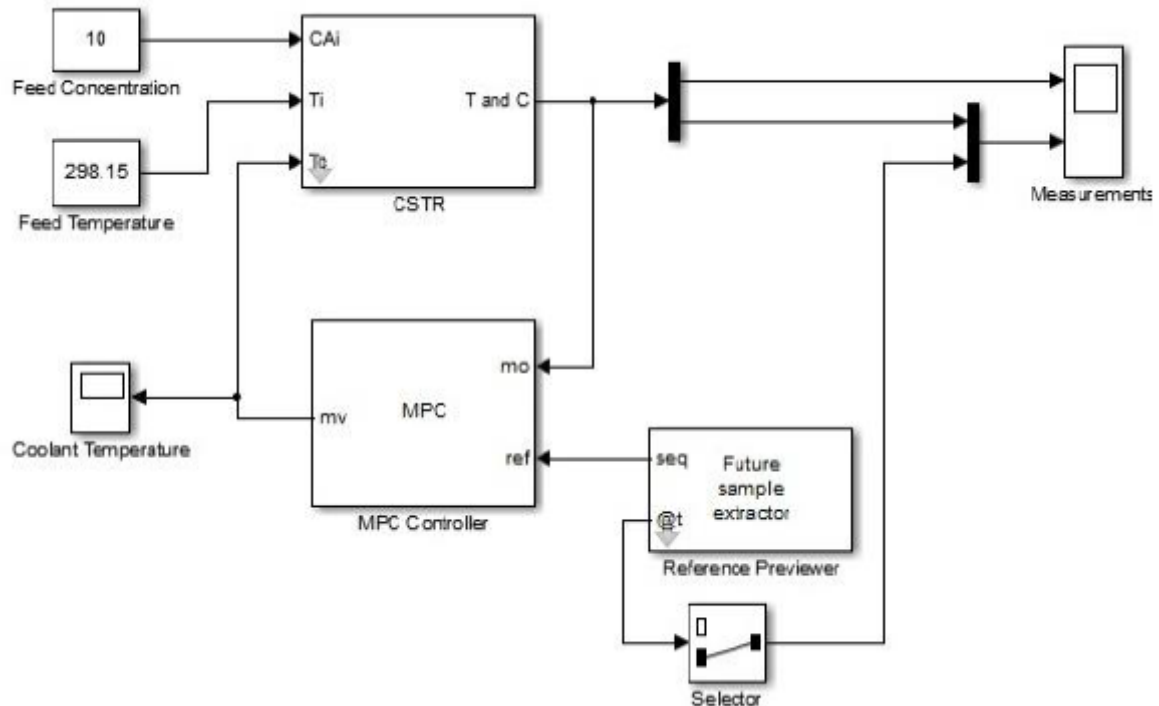 10
Feed Concentration
298.15
Feed Temperature
CAi
Ti
Tc
T and C
CSTR
Measurements
Coolant Temperature
mv
MPC
mo
ref
MPC Controller
seq
@t
Future
sample
extractor
Reference Previewer
Selector